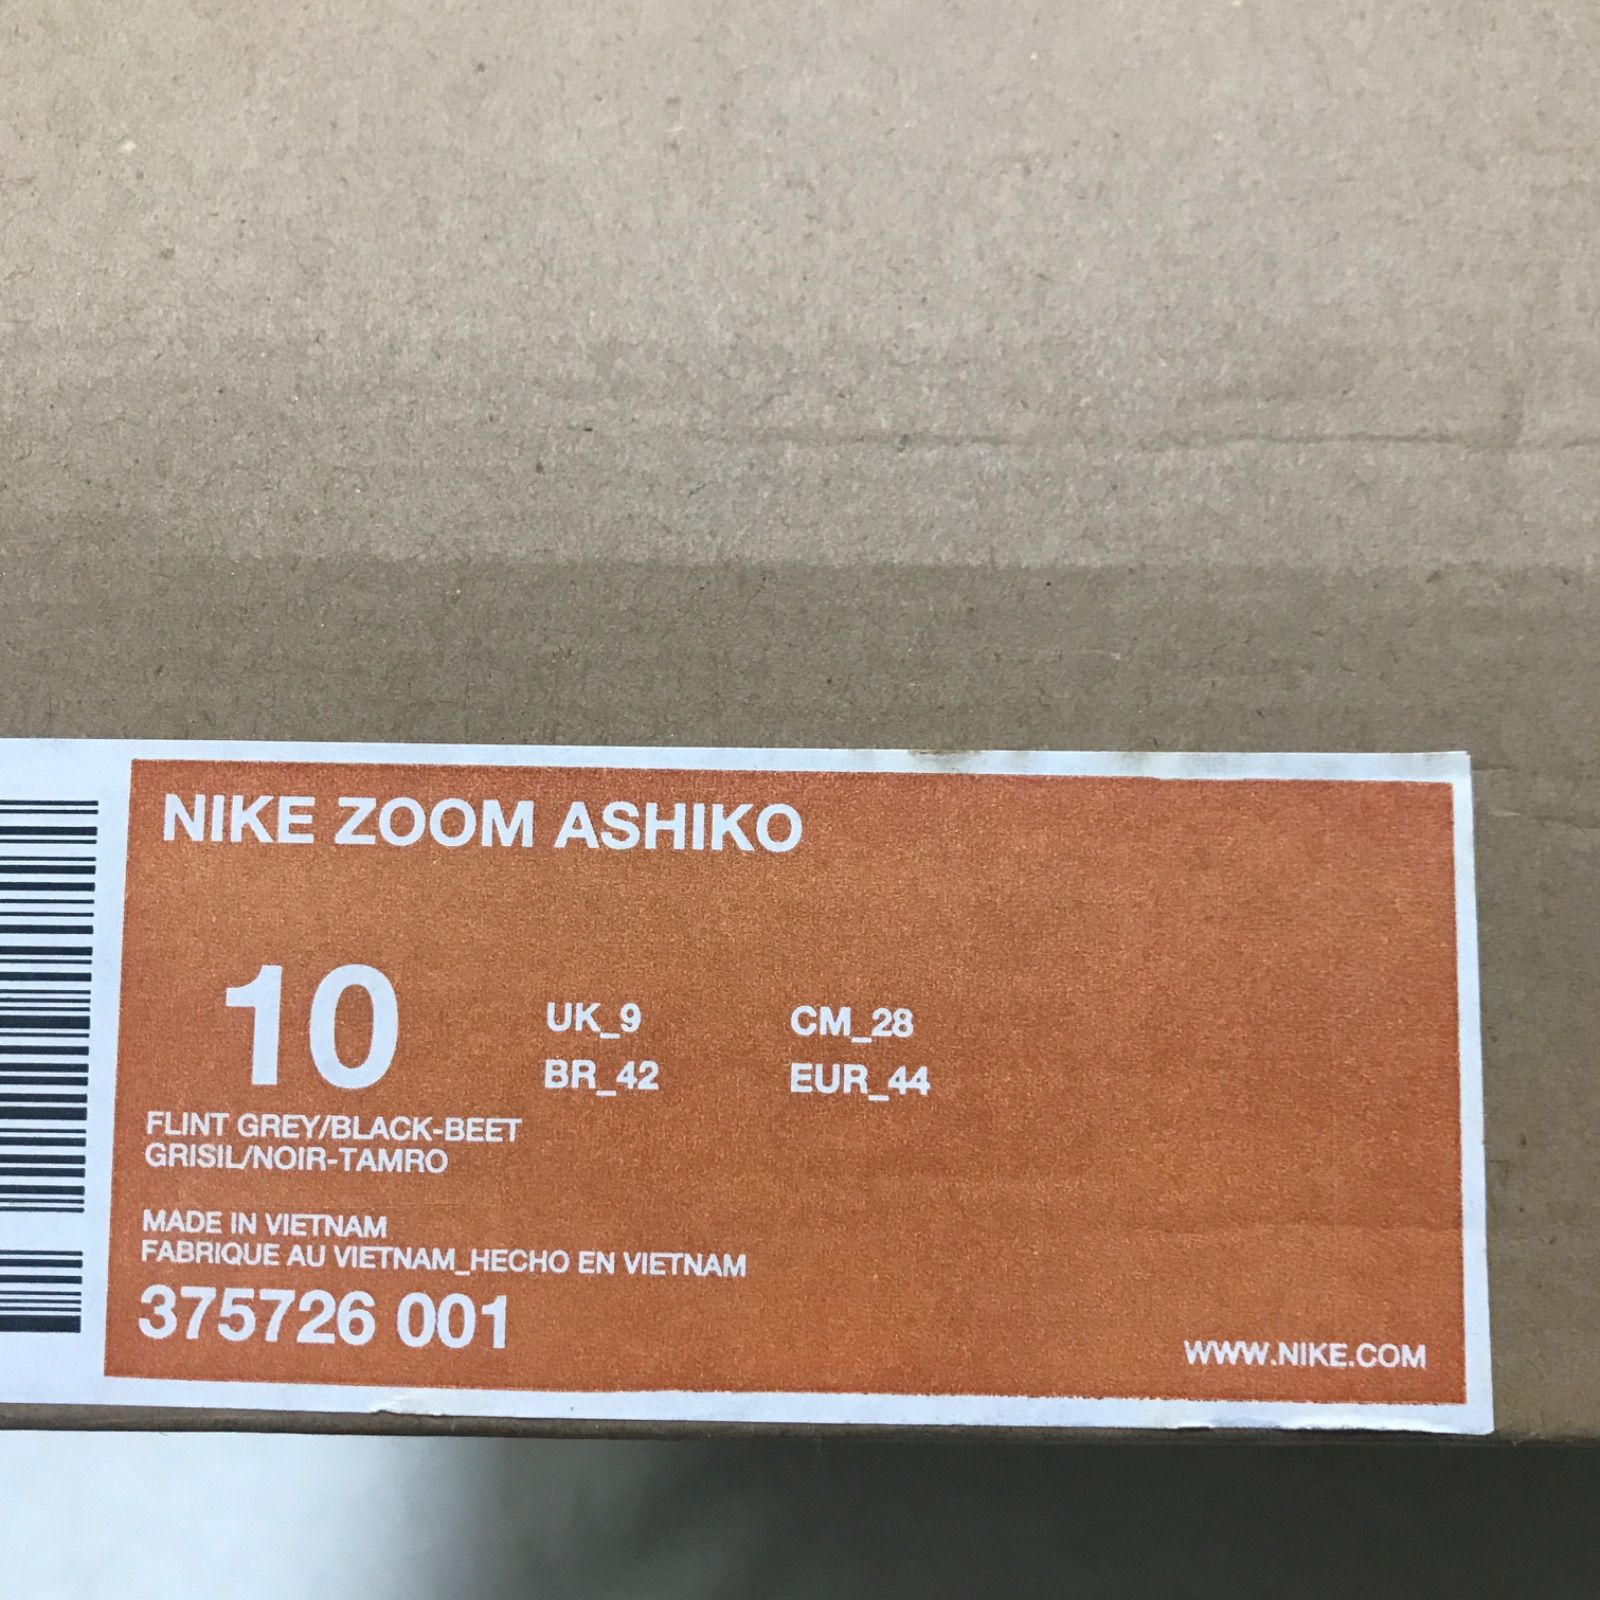 NIKE ZOOM ASHIKO
10
UK_9 CM_28
BR_42 EUR_44
FLINT GREY/BLACK-BEET
GRISIL/NOIR-TAMRO
MADE IN VIETNAM
FABRIQUE AU VIETNAM_HECHO EN VIETNAM
375726 001
WWW.NIKE.COM